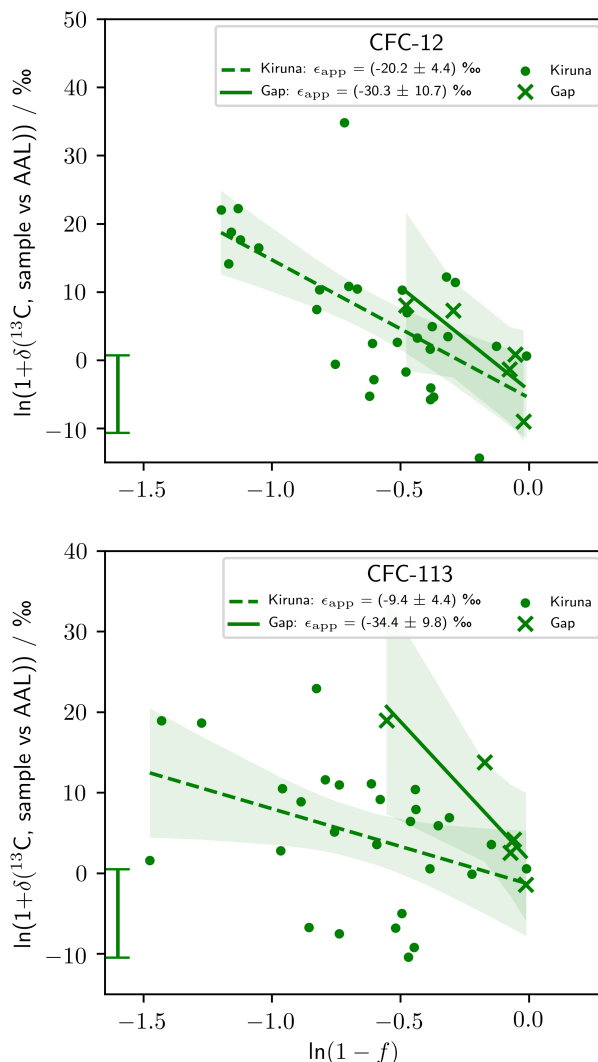 50
40
30
20
10
0
−10
ln(1+δ(¹³C, sample vs AAL)) / ‰
CFC-12
Kiruna: ϵapp = (-20.2 ± 4.4) ‰ Kiruna
Gap: ϵapp = (-30.3 ± 10.7) ‰ Gap
−1.5 −1.0 −0.5 0.0
40
30
20
10
0
−10
ln(1+δ(¹³C, sample vs AAL)) / ‰
CFC-113
Kiruna: ϵapp = (-9.4 ± 4.4) ‰ Kiruna
Gap: ϵapp = (-34.4 ± 9.8) ‰ Gap
−1.5 −1.0 −0.5 0.0
ln(1 − f)